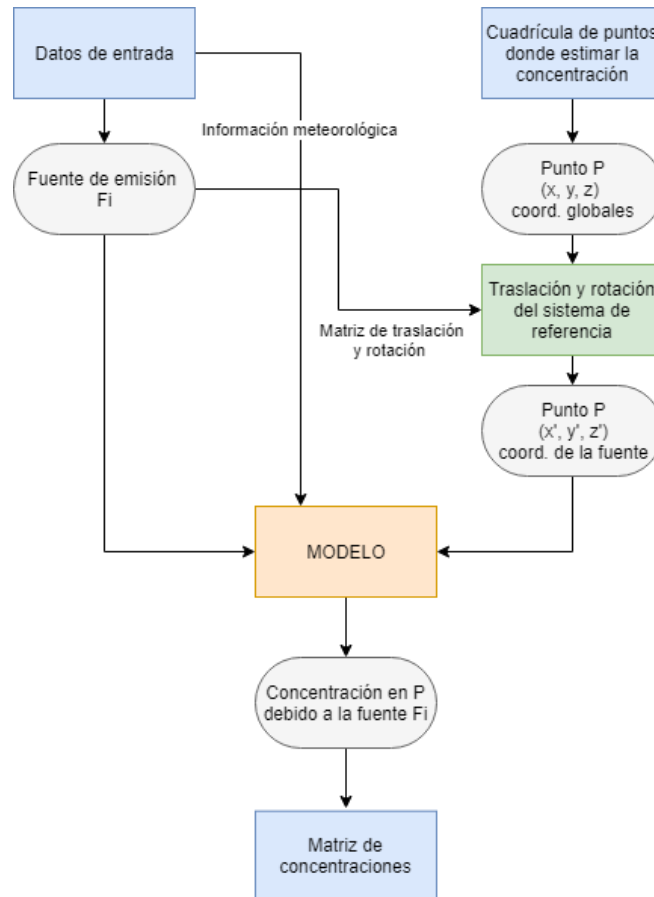 Datos de entrada
Cuadrícula de puntos
donde estimar la
concentración
Información meteorológica
Fuente de emisión
Fi
Punto P
(x, y, z)
coord. globales
Traslación y rotación
del sistema de
referencia
Matriz de traslación
y rotación
Punto P
(x', y', z')
coord. de la fuente
MODELO
Concentración en P
debido a la fuente Fi
Matriz de
concentraciones